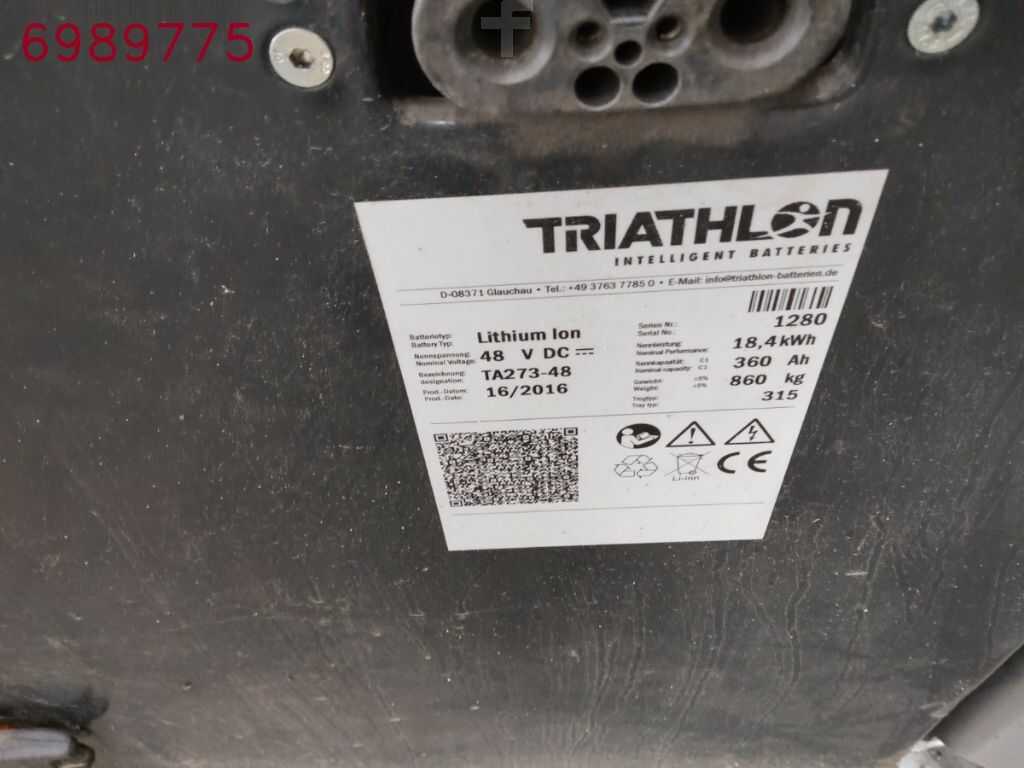 6989775
TRIATHLON
INTELLIGENT BATTERIES
D-08371 Glauchau • Tel.: +49 3763 7785 0 • E-Mail: info@triathlon-batterien.de
Batterietyp:
Battery Typ:
Lithium Ion
Nennspannung:
Nominal Voltage:
48 V DC
Bezeichnung:
designation:
TA273-48
Prod.-Datum:
Prod.-Date:
16/2016
Serien Nr.:
Serial No.:
1280
Nennleistung:
Nominal Performance:
18,4 kWh
Nennkapazität: C1
Nominal capacity: C1
360 Ah
Gewicht: ±5%
Weight: ±5%
860 kg
Trogtyp:
Tray typ:
315
Li-Ion
CE